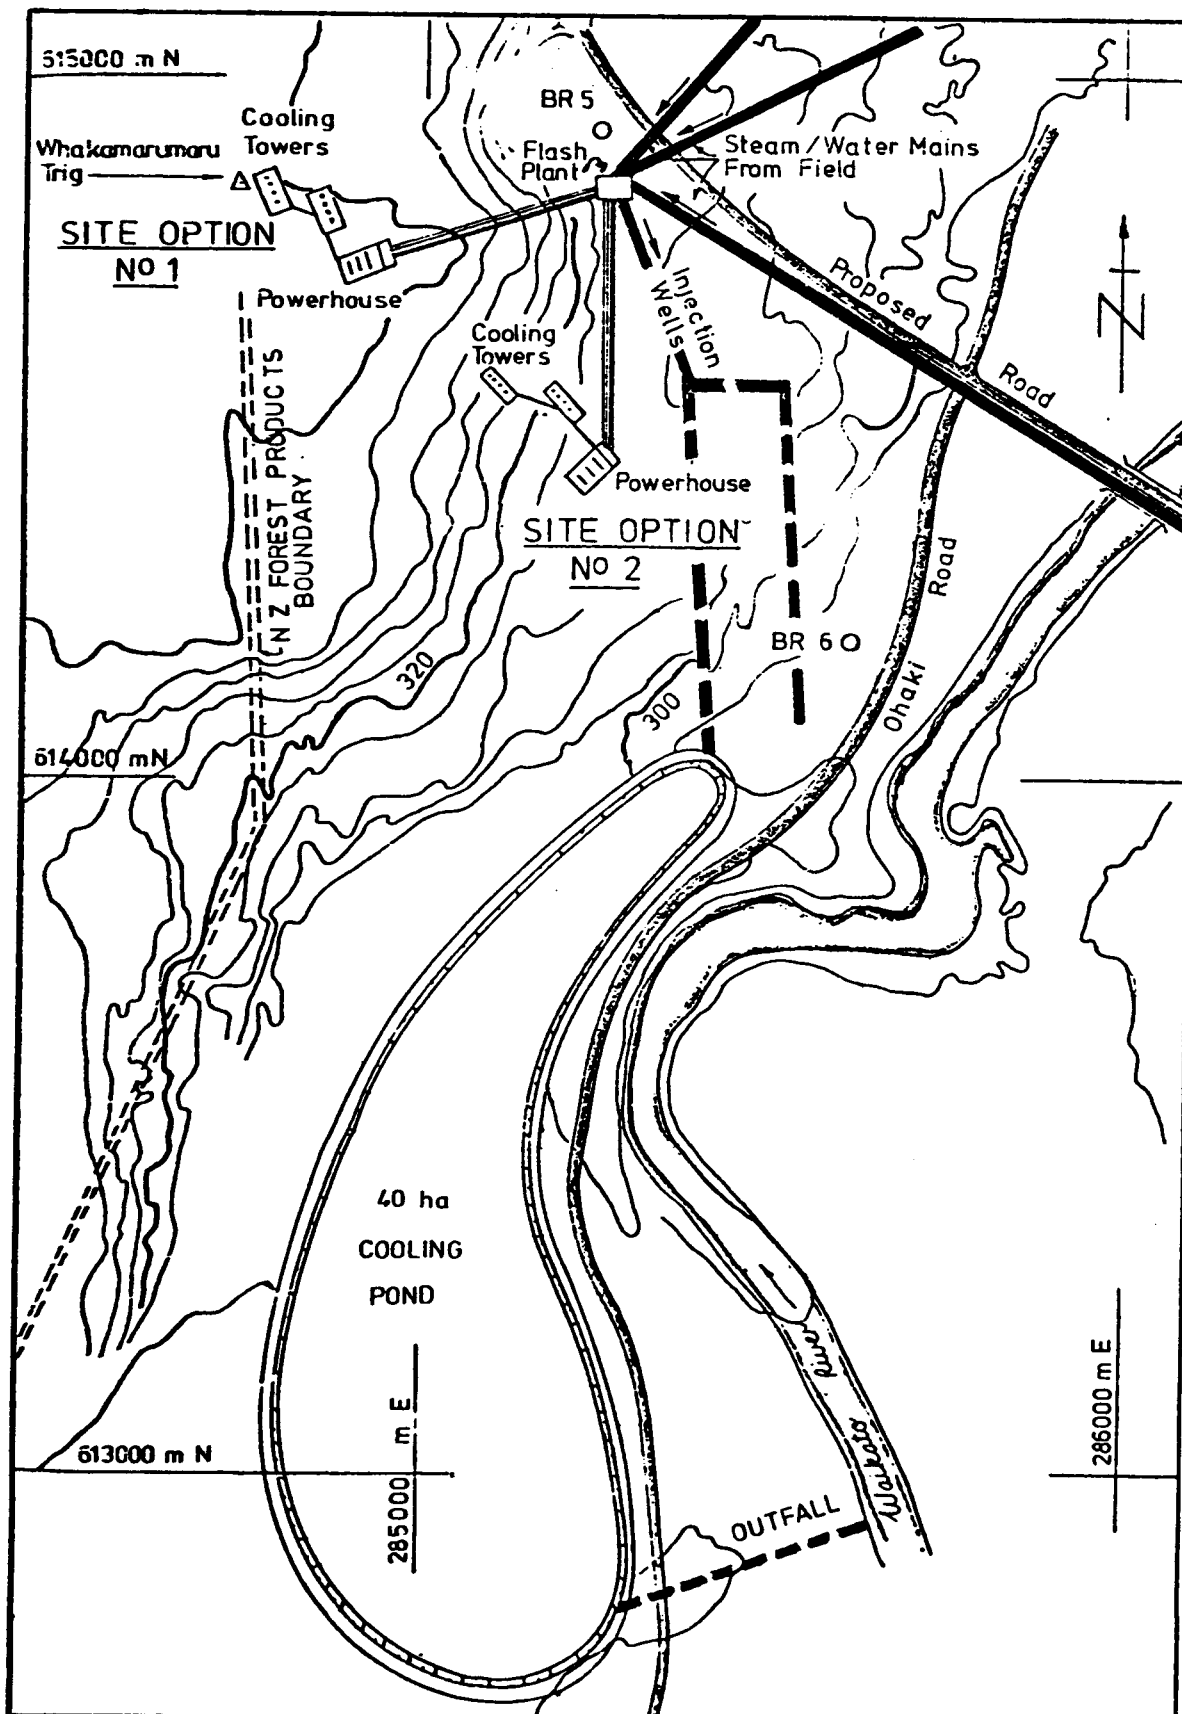 615000 m N
BR 5
Cooling
Towers
Whakamarumaru
Trig
Flash
Plant
Steam/Water Mains
From Field
SITE OPTION
Nº 1
Powerhouse
Injection
Wells
Proposed
Road
N
Cooling
Towers
N Z FOREST PRODUCTS
BOUNDARY
Powerhouse
SITE OPTION
Nº 2
Ohaki
Road
BR 6
320
300
614000 mN
40 ha
COOLING
POND
Waikato
River
286000 m E
285000 m E
613000 m N
OUTFALL